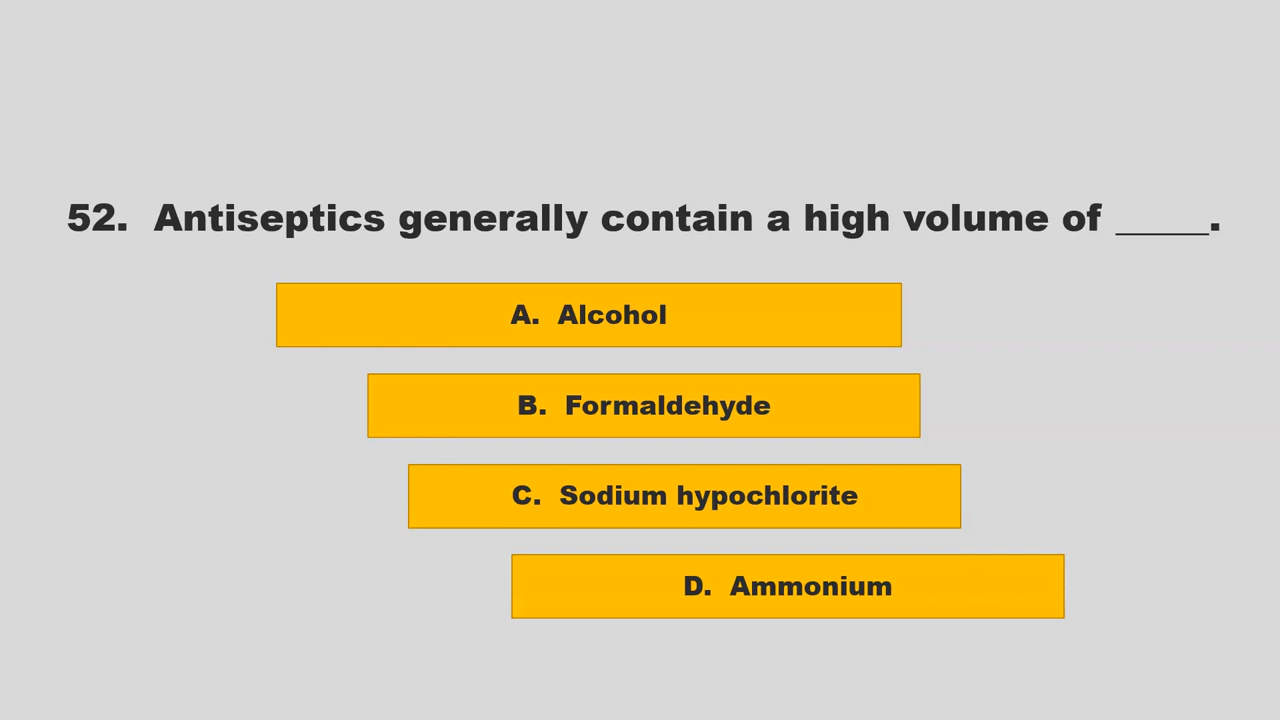 52. Antiseptics generally contain a high volume of _____.
A. Alcohol
B. Formaldehyde
C. Sodium hypochlorite
D. Ammonium